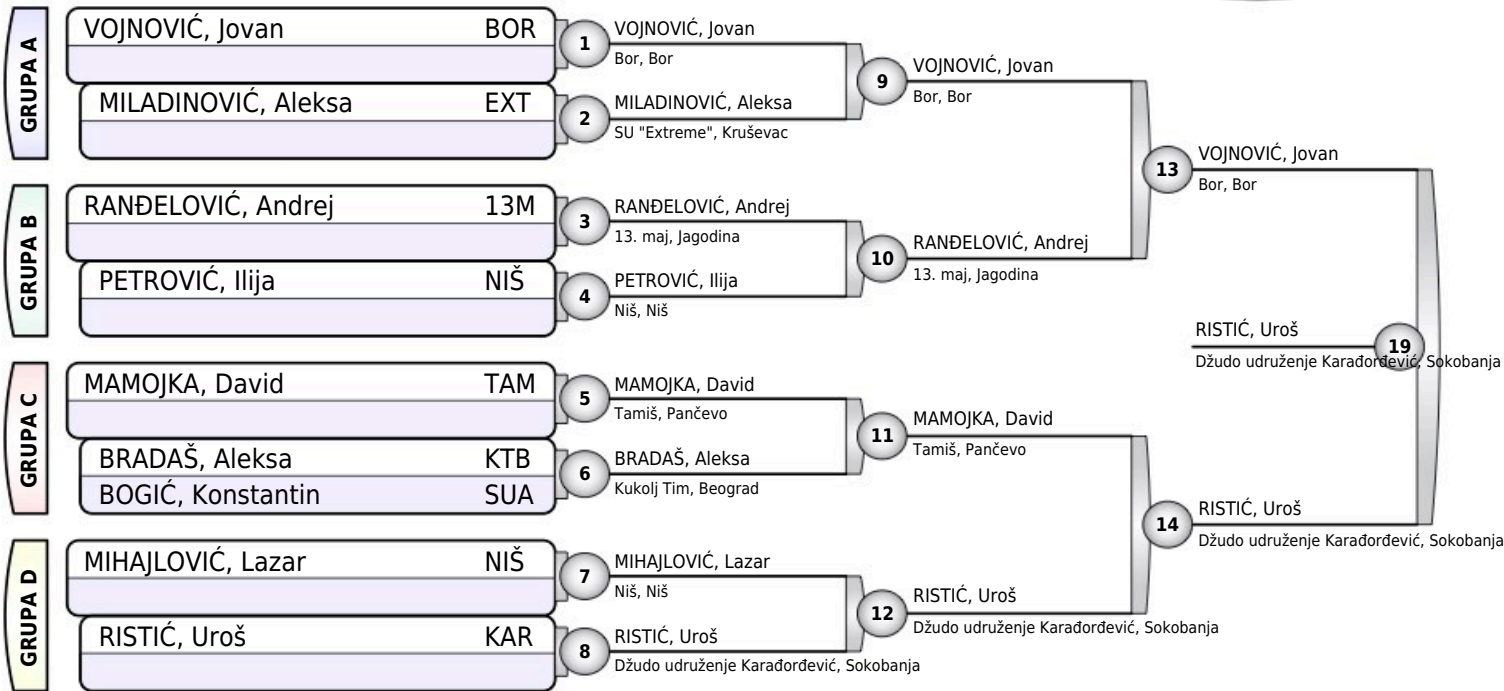 GRUPA A
VOJNOVIĆ, Jovan BOR
MILADINOVIĆ, Aleksa EXT
GRUPA B
RANĐELOVIĆ, Andrej 13M
PETROVIĆ, Ilija NIŠ
GRUPA C
MAMOJKA, David TAM
BRADAŠ, Aleksa KTB
BOGIĆ, Konstantin SUA
GRUPA D
MIHAJLOVIĆ, Lazar NIŠ
RISTIĆ, Uroš KAR
1
VOJNOVIĆ, Jovan
Bor, Bor
2
MILADINOVIĆ, Aleksa
SU "Extreme", Kruševac
3
RANĐELOVIĆ, Andrej
13. maj, Jagodina
4
PETROVIĆ, Ilija
Niš, Niš
5
MAMOJKA, David
Tamiš, Pančevo
6
BRADAŠ, Aleksa
Kukolj Tim, Beograd
7
MIHAJLOVIĆ, Lazar
Niš, Niš
8
RISTIĆ, Uroš
Džudo udruženje Karađorđević, Sokobanja
9
VOJNOVIĆ, Jovan
Bor, Bor
10
RANĐELOVIĆ, Andrej
13. maj, Jagodina
11
MAMOJKA, David
Tamiš, Pančevo
12
RISTIĆ, Uroš
Džudo udruženje Karađorđević, Sokobanja
13
VOJNOVIĆ, Jovan
Bor, Bor
14
RISTIĆ, Uroš
Džudo udruženje Karađorđević, Sokobanja
19
RISTIĆ, Uroš
Džudo udruženje Karađorđević, Sokobanja